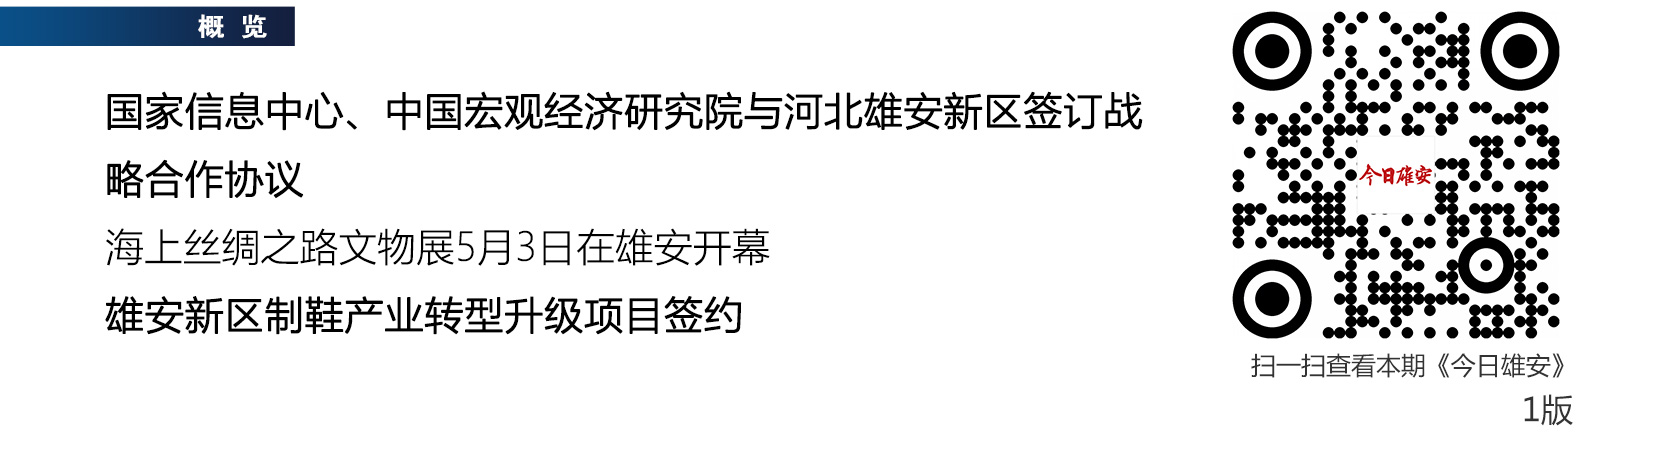 概 览
国家信息中心、中国宏观经济研究院与河北雄安新区签订战
略合作协议
海上丝绸之路文物展5月3日在雄安开幕
雄安新区制鞋产业转型升级项目签约
今日雄安
扫一扫查看本期《今日雄安》
1版